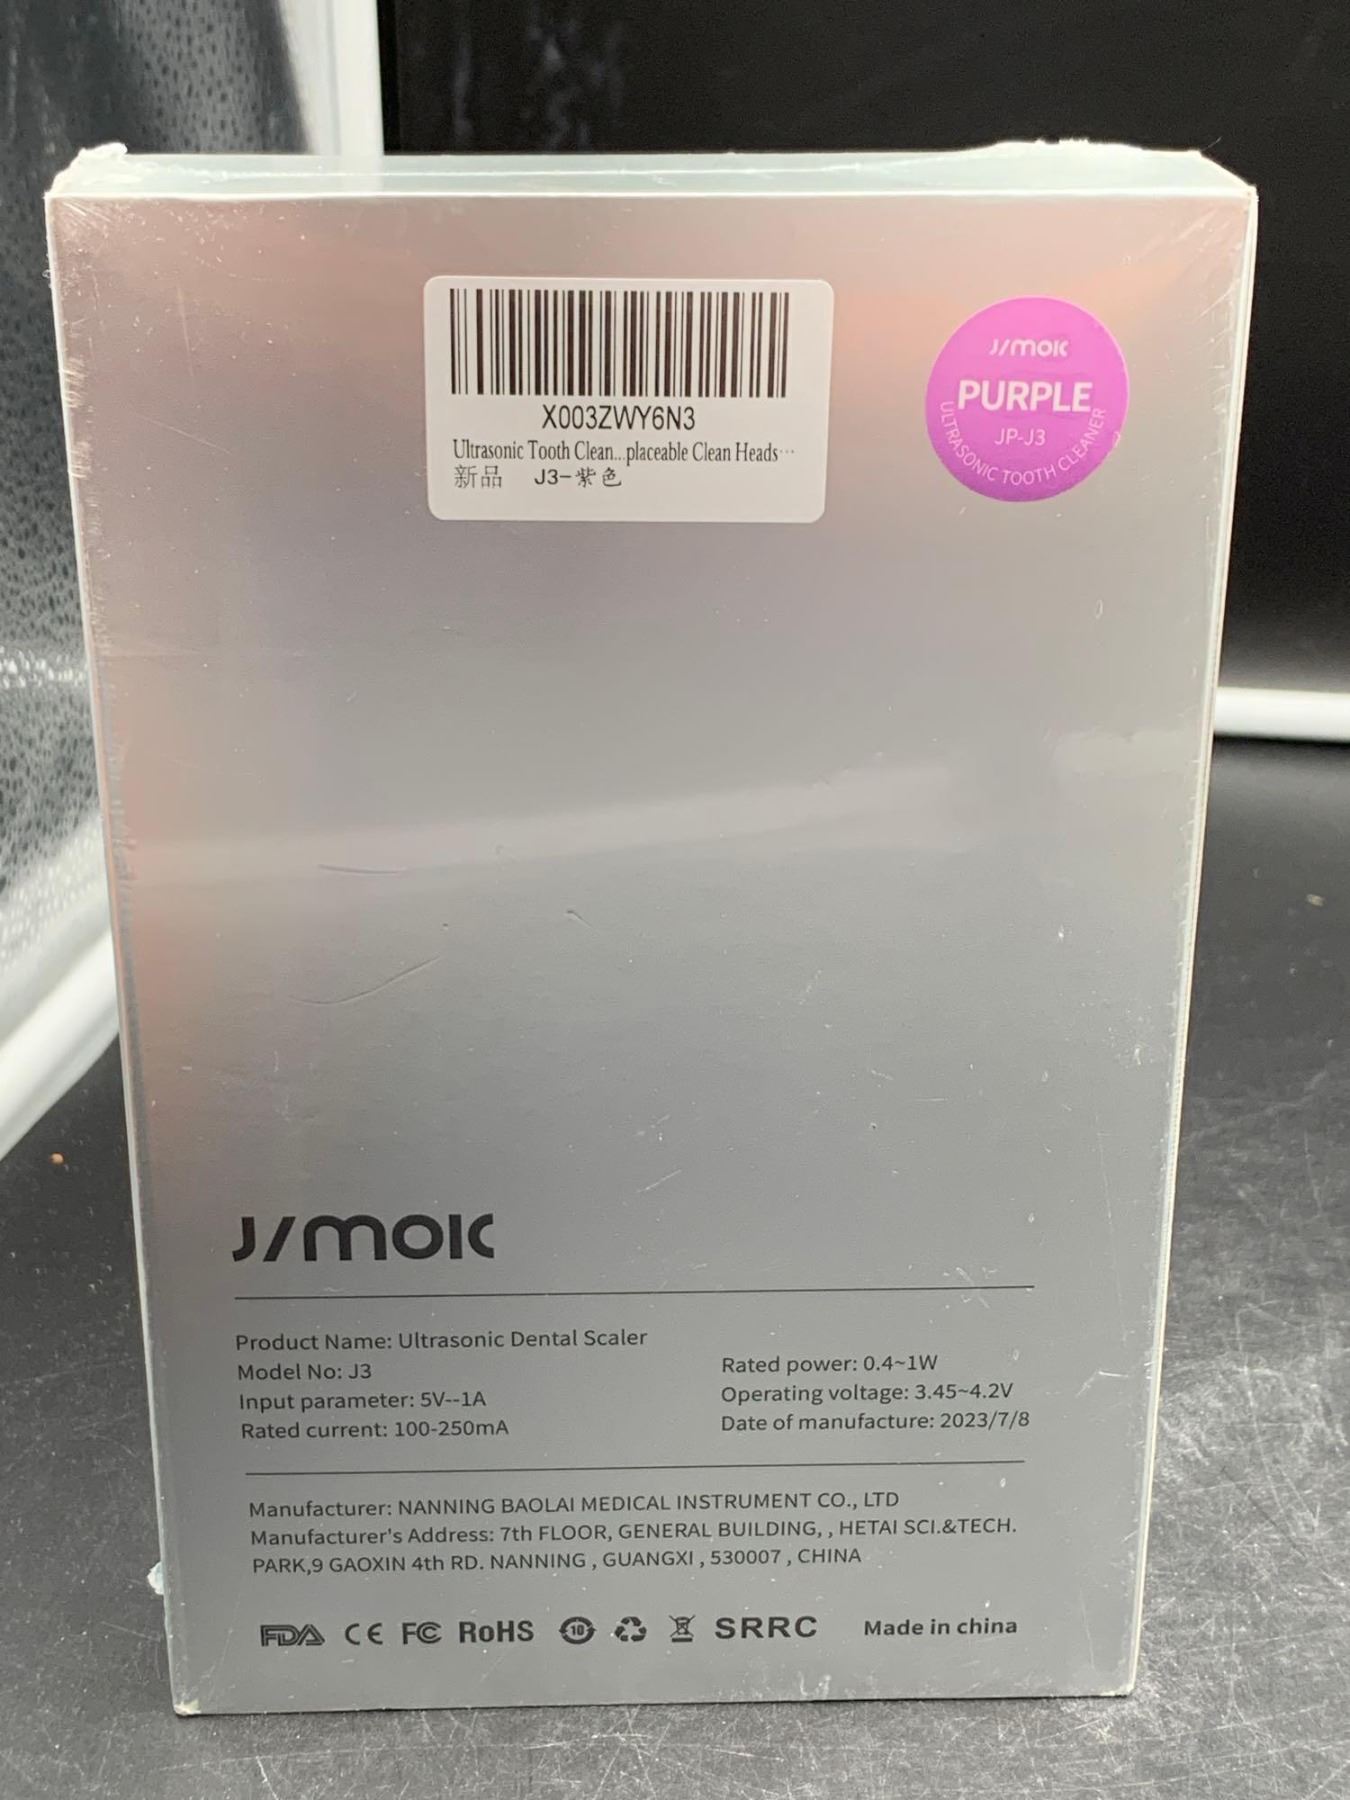 X003ZWY6N3
Ultrasonic Tooth Clean...placeable Clean Heads...
新品 J3-紫色
J/MOIC
PURPLE
JP-J3
ULTRASONIC TOOTH CLEANER
J/MOIC
Product Name: Ultrasonic Dental Scaler
Model No: J3
Input parameter: 5V--1A
Rated current: 100-250mA
Rated power: 0.4~1W
Operating voltage: 3.45~4.2V
Date of manufacture: 2023/7/8
Manufacturer: NANNING BAOLAI MEDICAL INSTRUMENT CO., LTD
Manufacturer's Address: 7th FLOOR, GENERAL BUILDING, , HETAI SCI.&TECH.
PARK,9 GAOXIN 4th RD. NANNING , GUANGXI , 530007 , CHINA
FDA CE FC RoHS 10 SRRC Made in china